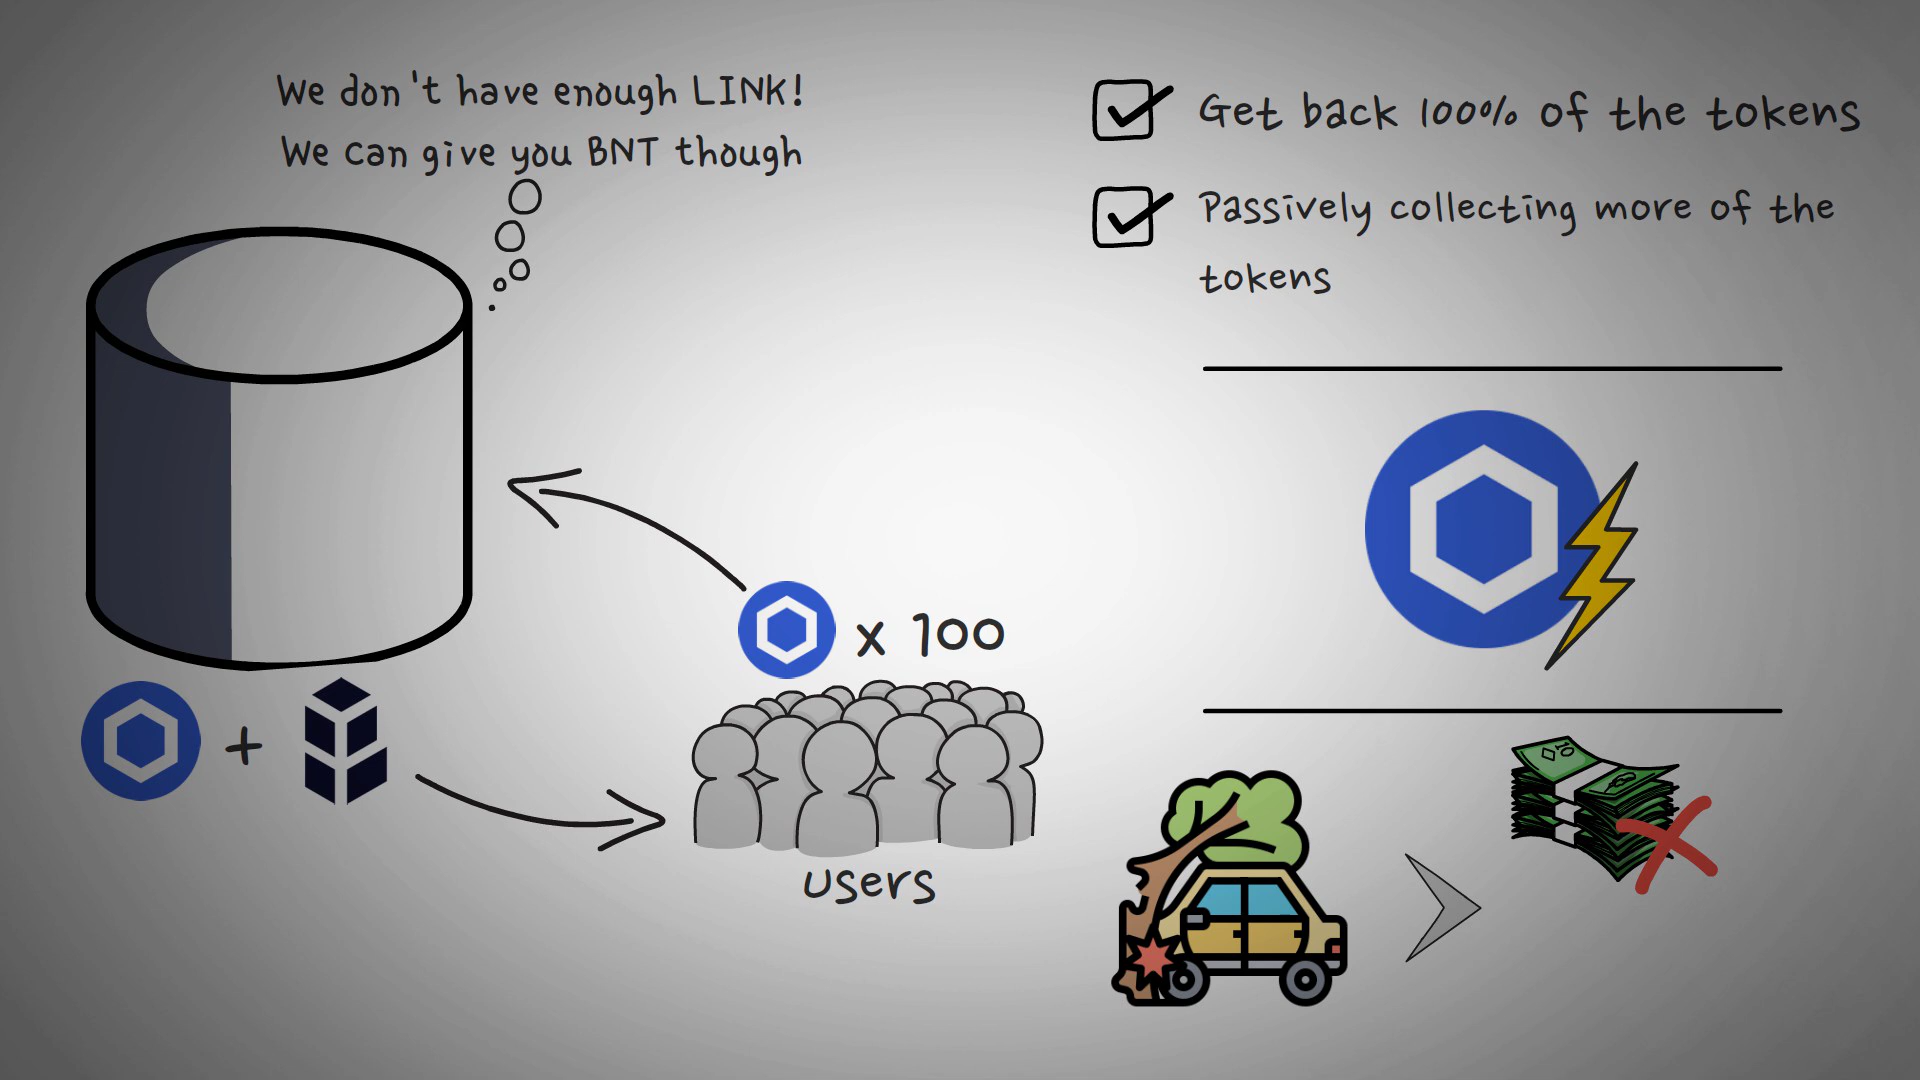 We don't have enough LINK!
We can give you BNT though
Get back 100% of the tokens
Passively collecting more of the
tokens
x 100
+
users
10